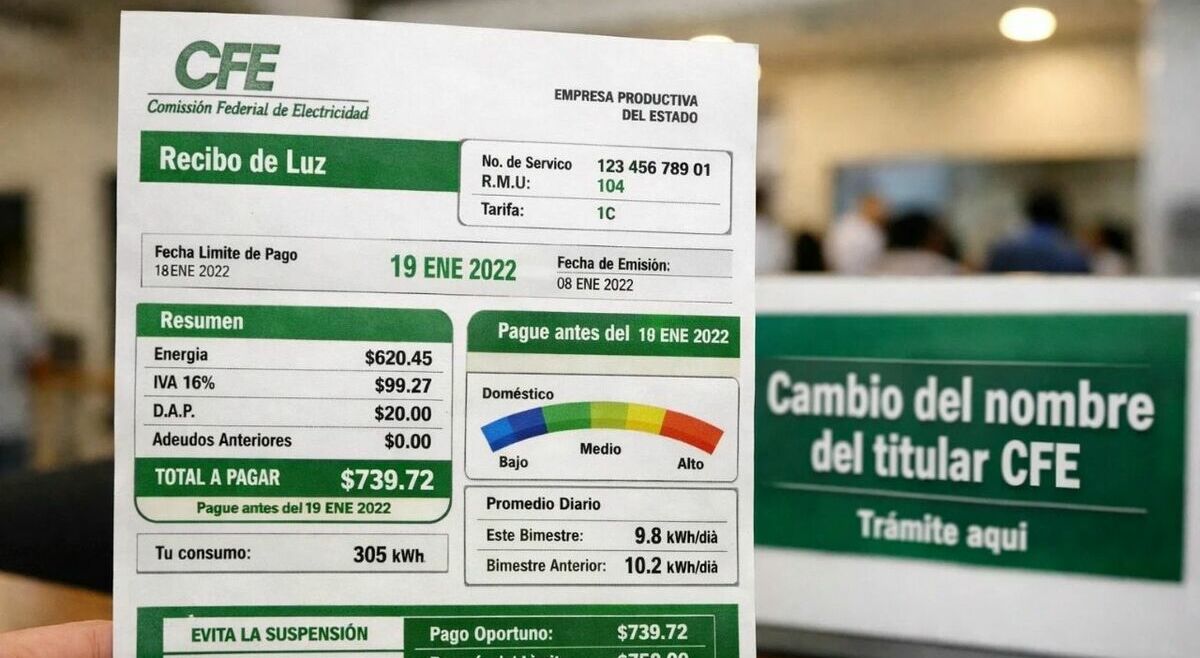 CFE
Comissión Federal de Electricidad
EMPRESA PRODUCTIVA
DEL ESTADO
Recibo de Luz
No. de Servico 123 456 789 01
R.M.U: 104
Tarifa: 1C
Fecha Limite de Pago
18ENE 2022
19 ENE 2022
Fecha de Emisión:
08 ENE 2022
Resumen
Energia $620.45
IVA 16% $99.27
D.A.P. $20.00
Adeudos Anteriores $0.00
TOTAL A PAGAR $739.72
Pague antes del 19 ENE 2022
Tu consumo: 305 kWh
Pague antes del 18 ENE 2022
Doméstico
Bajo
Medio
Alto
Promedio Diario
Este Bimestre: 9.8 kWh/dià
Bimestre Anterior: 10.2 kWh/dià
EVITA LA SUSPENSIÓN
Pago Oportuno: $739.72
Cambio del nombre
del titular CFE
Trámite aqui